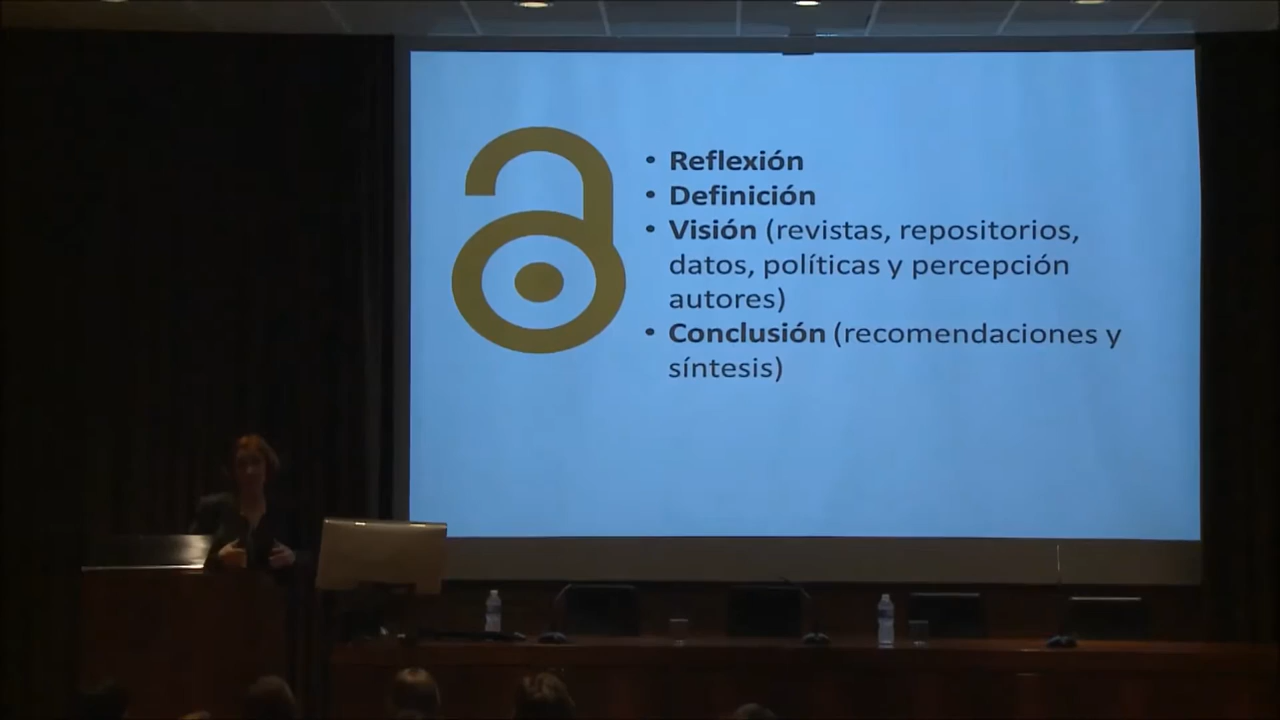 • Reflexión
• Definición
• Visión (revistas, repositorios,
datos, políticas y percepción
autores)
• Conclusión (recomendaciones y
síntesis)